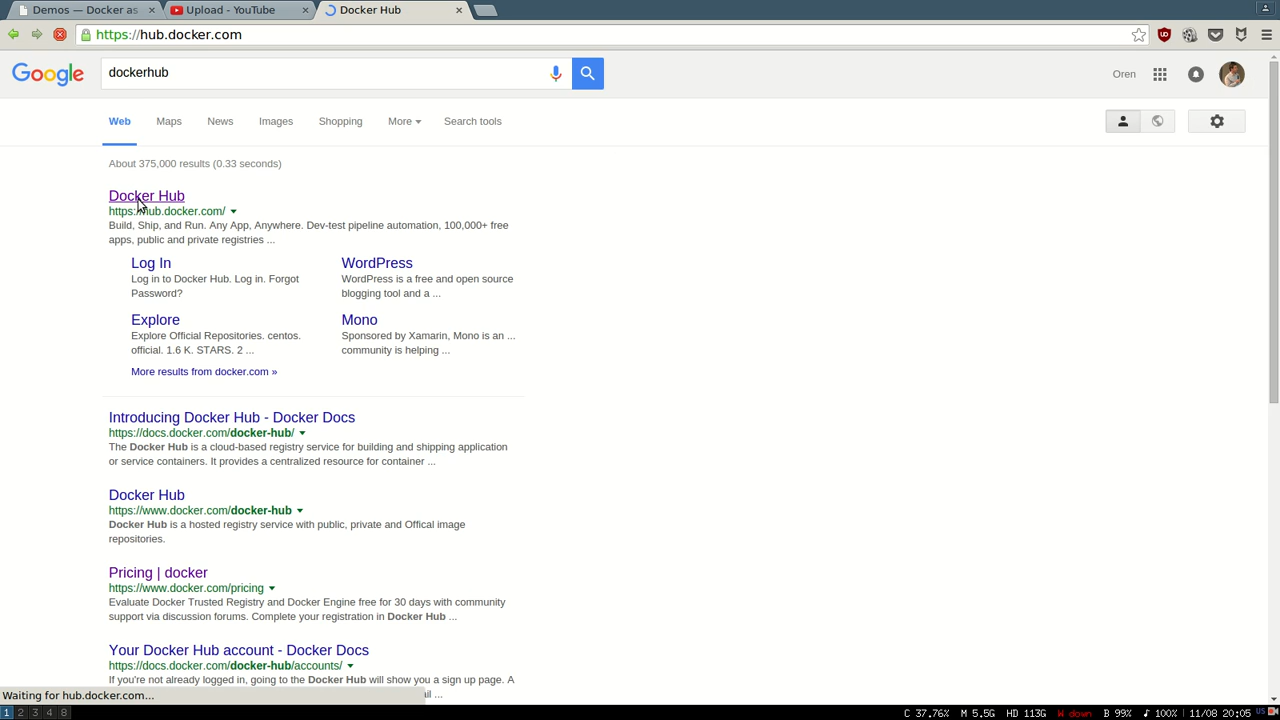 Demos — Docker as
Upload - YouTube
Docker Hub
https://hub.docker.com
Google
dockerhub
Oren
Web
Maps
News
Images
Shopping
More
Search tools
About 375,000 results (0.33 seconds)
Docker Hub
https://hub.docker.com/
Build, Ship, and Run. Any App, Anywhere. Dev-test pipeline automation, 100,000+ free
apps, public and private registries ...
Log In
Log in to Docker Hub. Log in. Forgot
Password?
WordPress
WordPress is a free and open source
blogging tool and a ...
Explore
Explore Official Repositories. centos.
official. 1.6 K. STARS. 2 ...
Mono
Sponsored by Xamarin, Mono is an ...
community is helping ...
More results from docker.com »
Introducing Docker Hub - Docker Docs
https://docs.docker.com/docker-hub/
The Docker Hub is a cloud-based registry service for building and shipping application
or service containers. It provides a centralized resource for container ...
Docker Hub
https://www.docker.com/docker-hub
Docker Hub is a hosted registry service with public, private and Offical image
repositories.
Pricing | docker
https://www.docker.com/pricing
Evaluate Docker Trusted Registry and Docker Engine free for 30 days with community
support via discussion forums. Complete your registration in Docker Hub ...
Your Docker Hub account - Docker Docs
https://docs.docker.com/docker-hub/accounts/
If you're not already logged in, going to the Docker Hub will show you a sign up page. A
Waiting for hub.docker.com...
1 2 3 4 8
C 37.76% M 5.5G HD 113G W down B 99% 100% 11/08 20:05 US